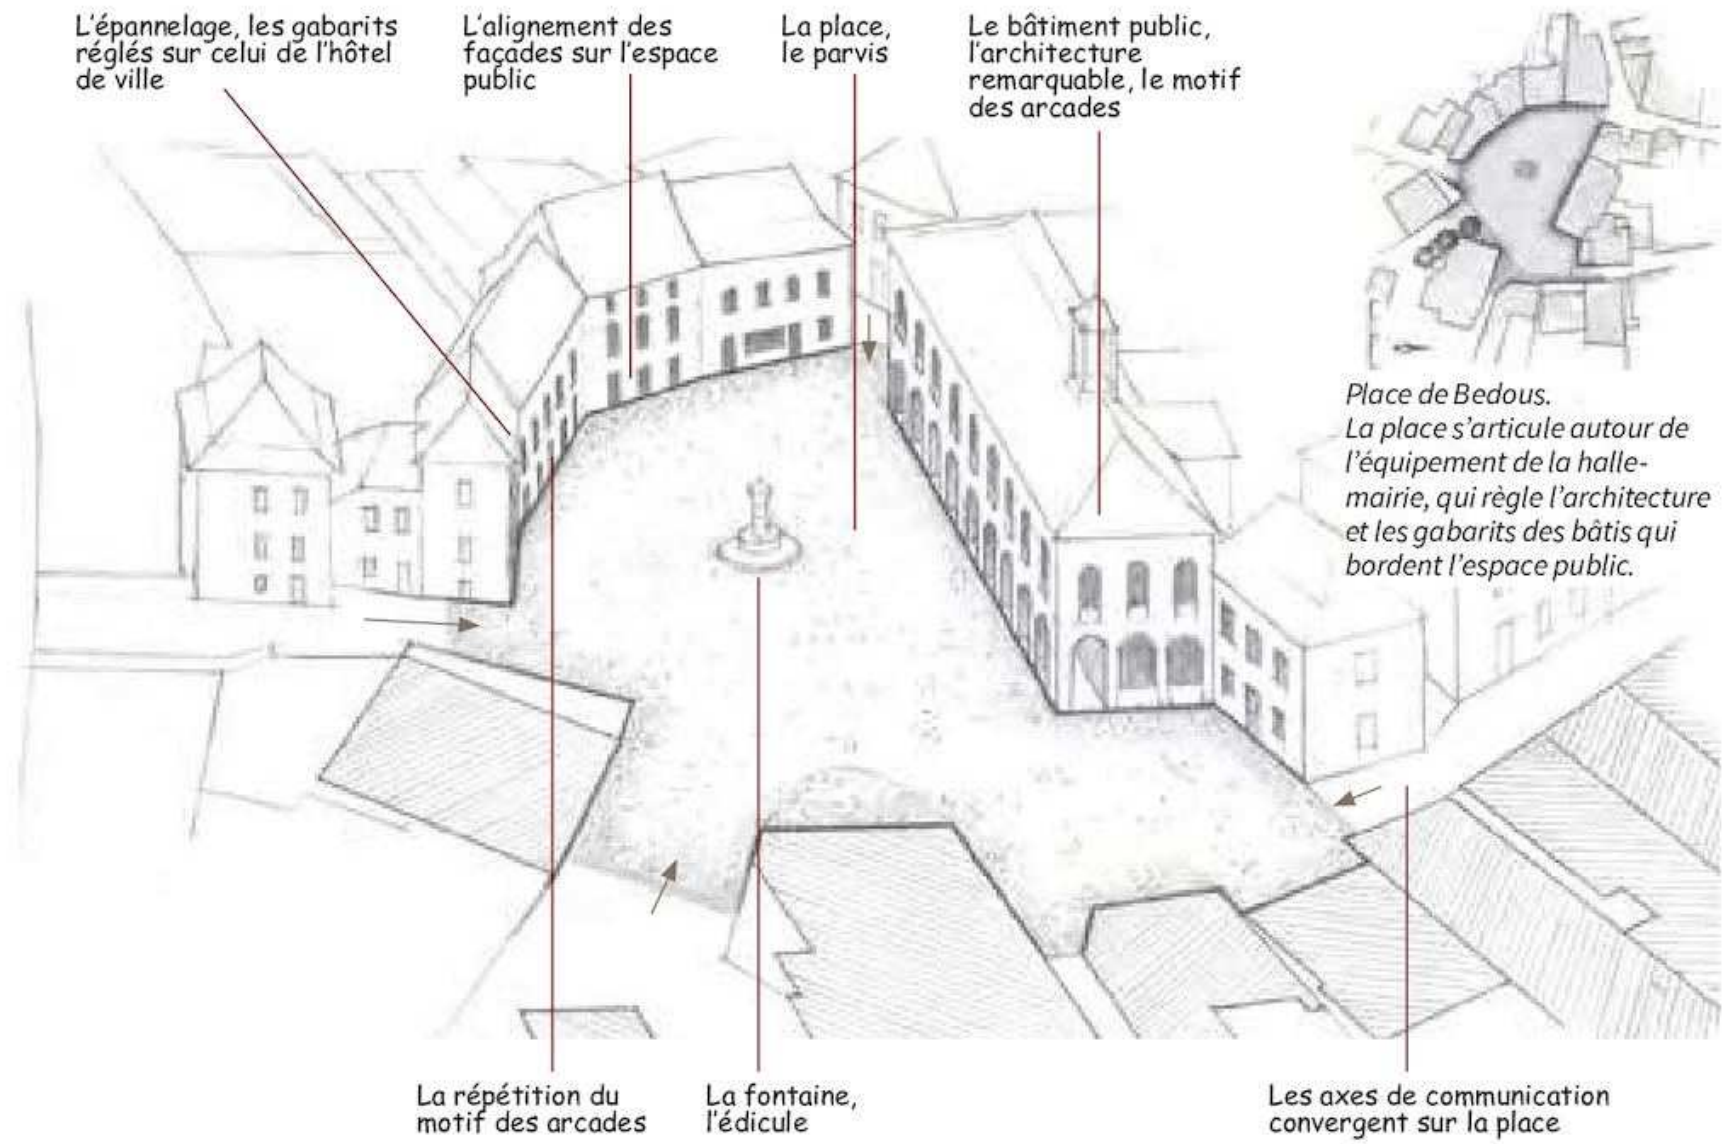 L'épannelage, les gabarits
réglés sur celui de l'hôtel
de ville
L'alignement des
façades sur l'espace
public
La place,
le parvis
Le bâtiment public,
l'architecture
remarquable, le motif
des arcades
Place de Bedous.
La place s'articule autour de
l'équipement de la halle-
mairie, qui règle l'architecture
et les gabarits des bâtis qui
bordent l'espace public.
La répétition du
motif des arcades
La fontaine,
l'édicule
Les axes de communication
convergent sur la place